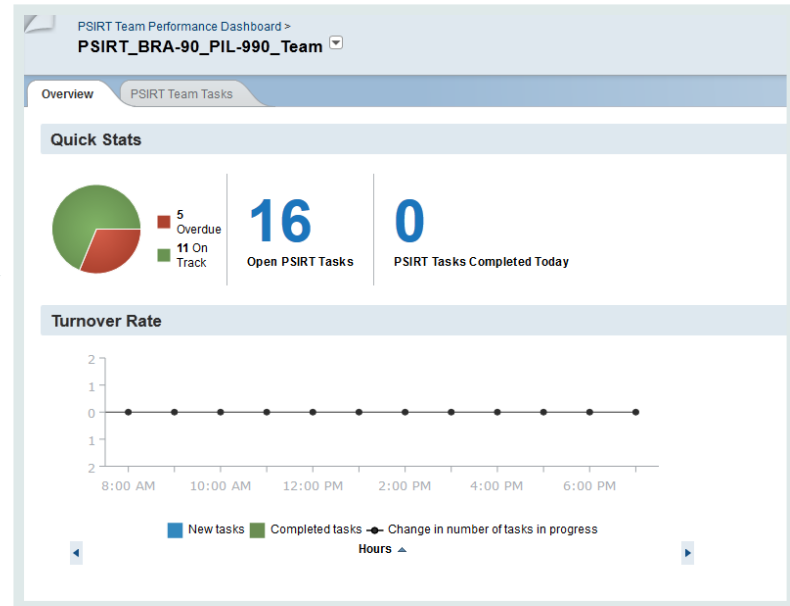 PSIRT Team Performance Dashboard >
PSIRT_BRA-90_PIL-990_Team
Overview
PSIRT Team Tasks
Quick Stats
5
Overdue
11 On
Track
16
Open PSIRT Tasks
0
PSIRT Tasks Completed Today
Turnover Rate
2
1
0
1
2
8:00 AM 10:00 AM 12:00 PM 2:00 PM 4:00 PM 6:00 PM
New tasks Completed tasks Change in number of tasks in progress
Hours